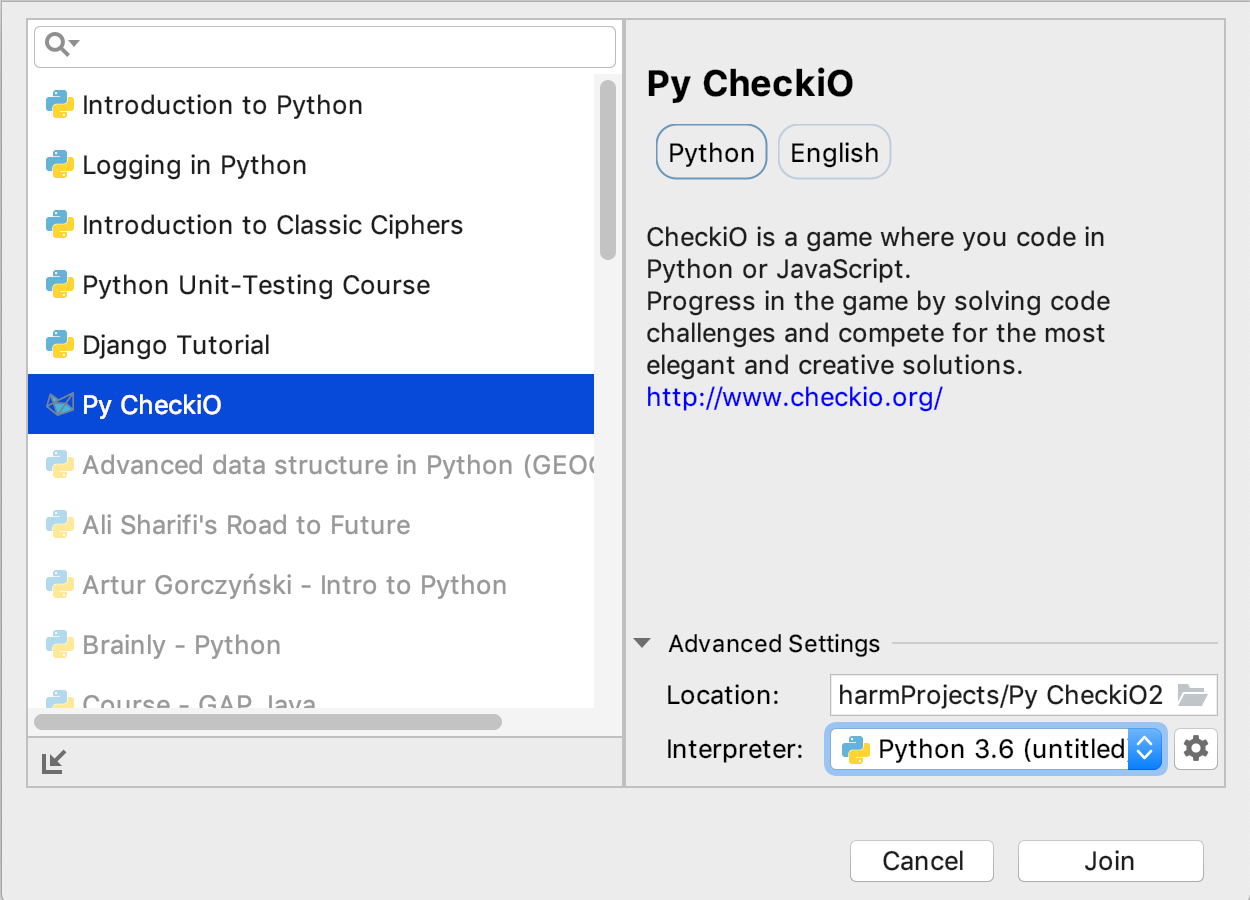 Introduction to Python
Logging in Python
Introduction to Classic Ciphers
Python Unit-Testing Course
Django Tutorial
Py CheckiO
Advanced data structure in Python (GEO
Ali Sharifi's Road to Future
Artur Gorczyński - Intro to Python
Brainly - Python
Course - GAP Java
Py CheckiO
Python English
CheckiO is a game where you code in
Python or JavaScript.
Progress in the game by solving code
challenges and compete for the most
elegant and creative solutions.
http://www.checkio.org/
Advanced Settings
Location: harmProjects/Py CheckiO2
Interpreter: Python 3.6 (untitled
Cancel Join